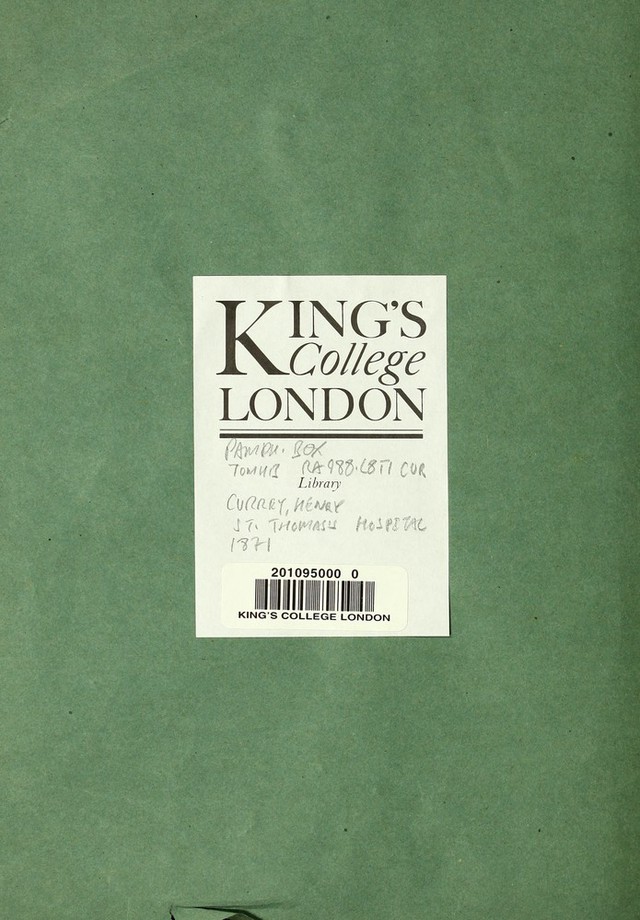 KING'S
College
LONDON
PAMPH. BOX
TOMHB RA988.L8T1 CUR
Library
CURREY, HENRY
ST. THOMAS'S HOSPITAL
1871
201095000 0
KING'S COLLEGE LONDON